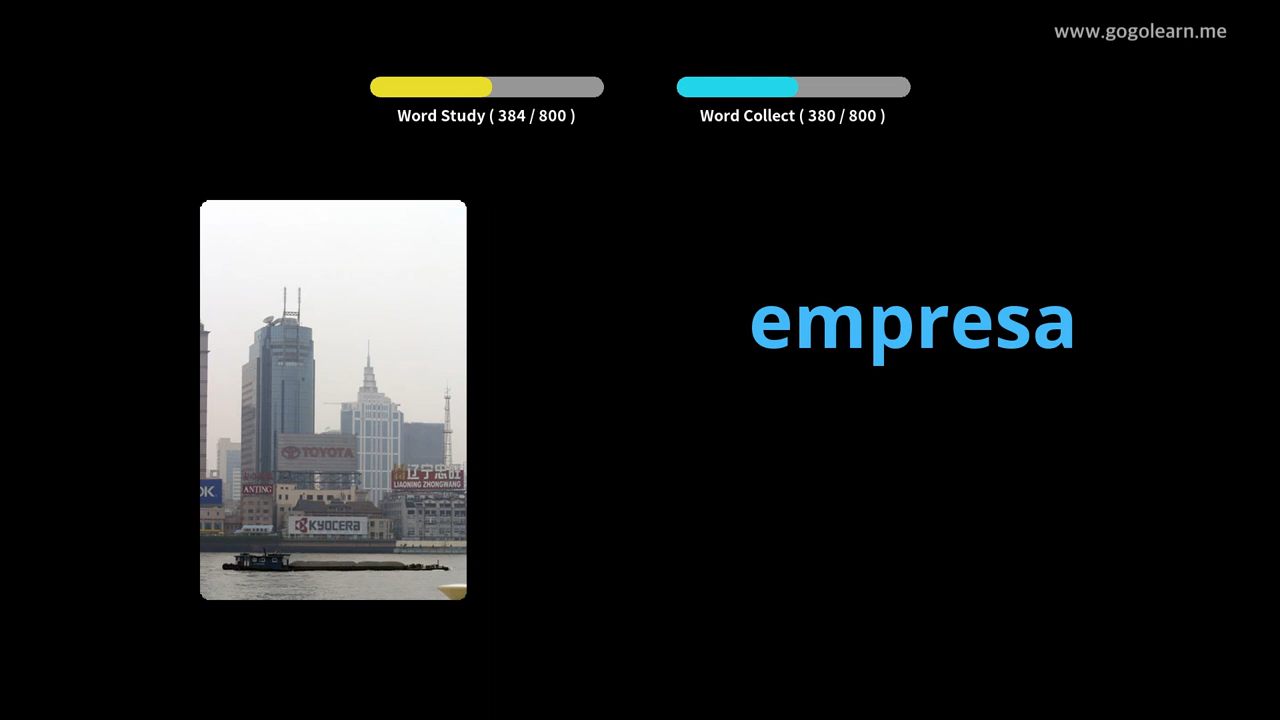 www.gogolearn.me
Word Study ( 384 / 800 )
Word Collect ( 380 / 800 )
empresa
TOYOTA
辽宁忠旺
LIAONING ZHONGWANG
OK
ANTING
KYOCERA